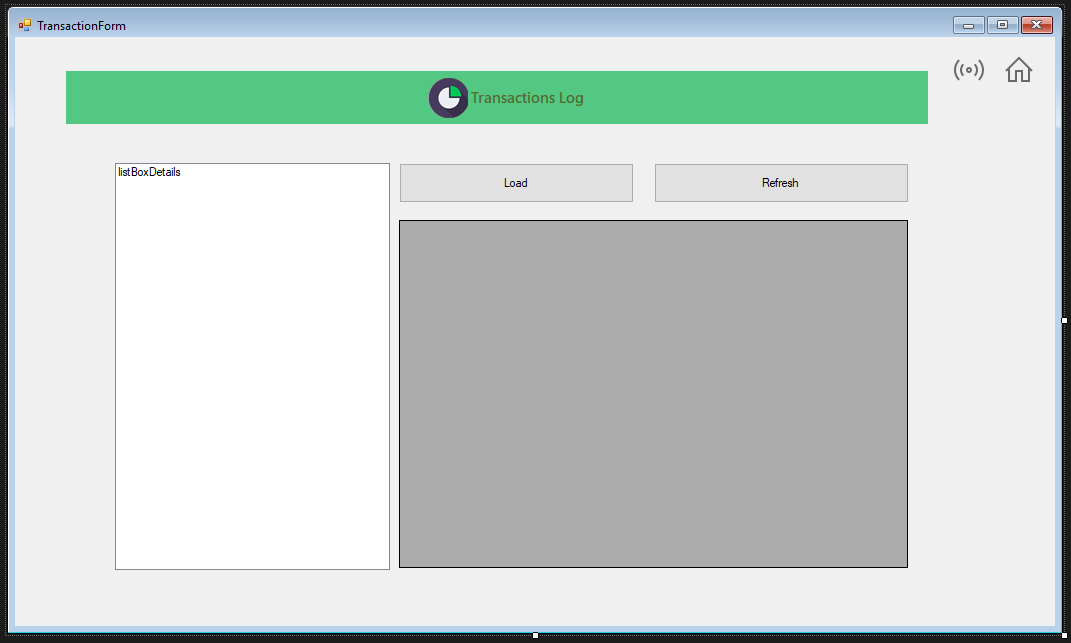 TransactionForm
Transactions Log
listBoxDetails
Load
Refresh